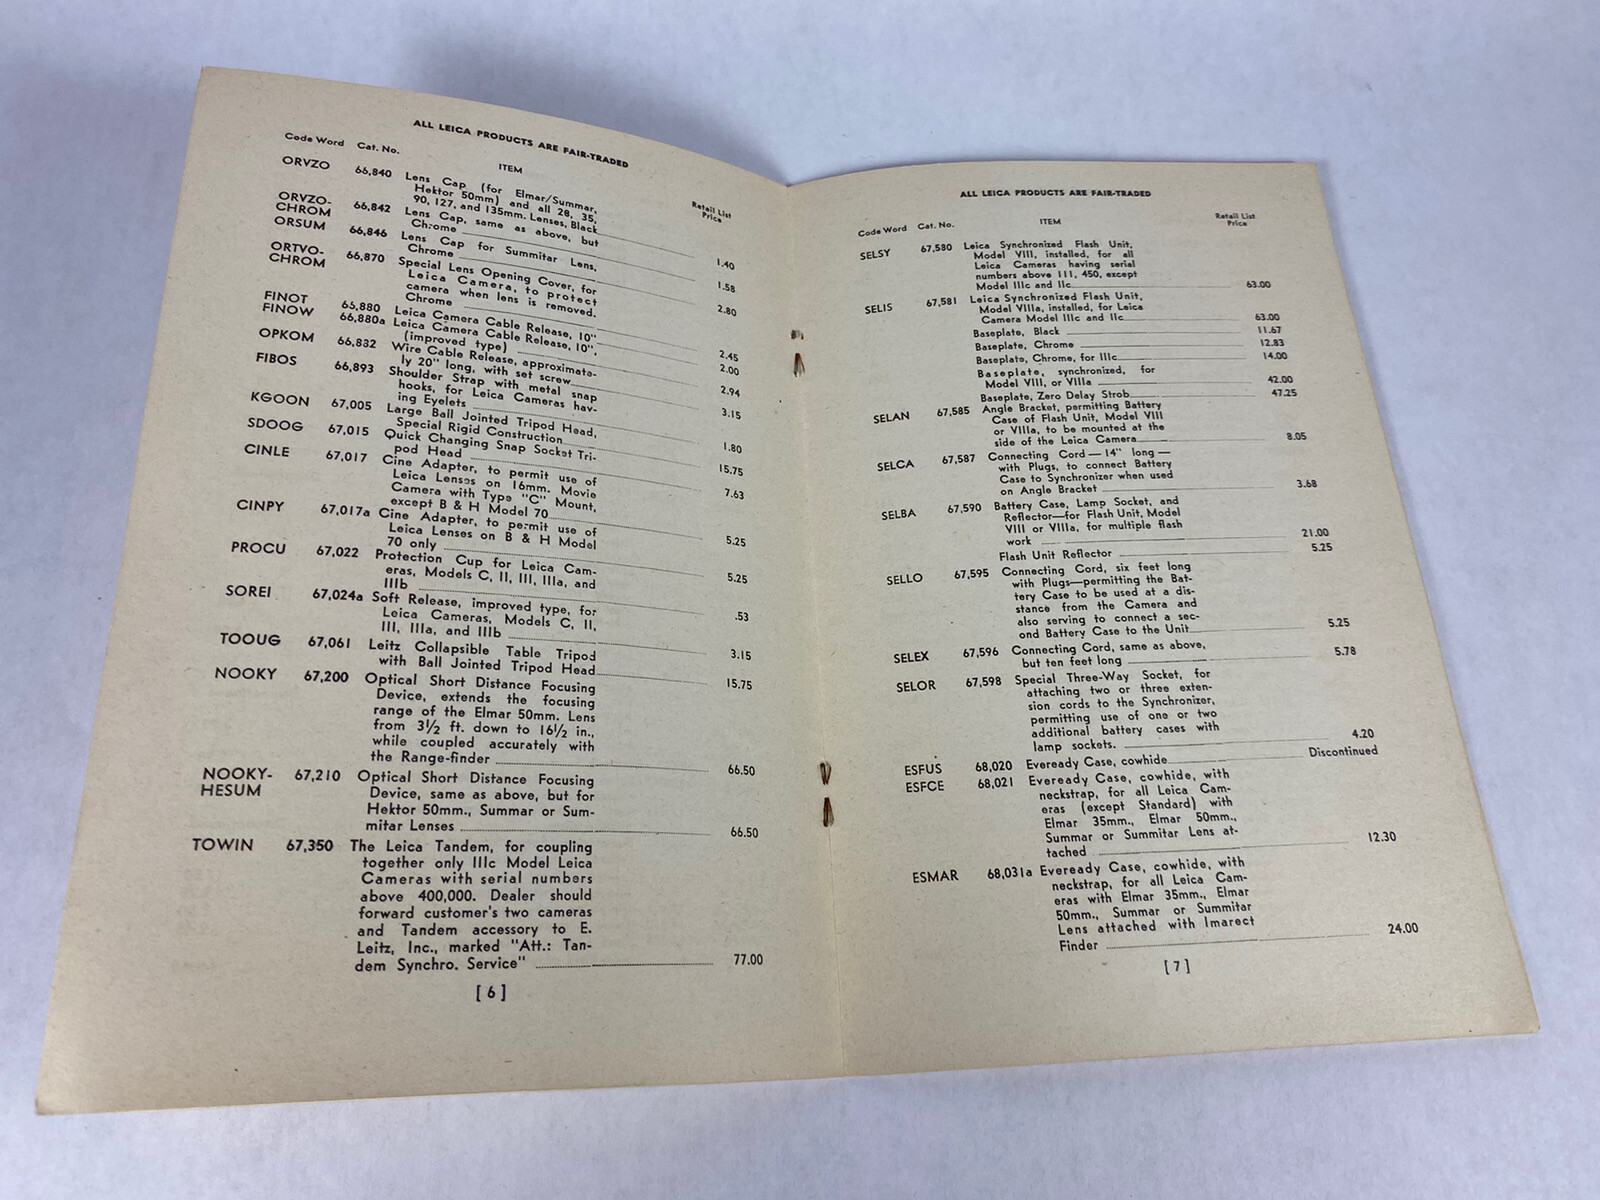 ALL LEICA PRODUCTS ARE FAIR-TRADED
Code Word Cat. No. ITEM Retail List Price
ORVZO 66,840 Lens Cap (for Elmar/Summar,
Hektor 50mm) and all 28, 35,
90, 127, and 135mm. Lenses, Black 1.40
ORVZO-
CHROM 66,842 Lens Cap, same as above, but
Chrome 1.58
ORSUM 66,846 Lens Cap for Summitar Lens,
Chrome 2.80
ORTVO-
CHROM 66,870 Special Lens Opening Cover, for
Leica Camera, to protect
camera when lens is removed.
Chrome 2.45
FINOT 66,880 Leica Camera Cable Release, 10" 2.00
FINOW 66,880a Leica Camera Cable Release, 10",
(improved type) 2.94
OPKOM 66,882 Wire Cable Release, approximate-
ly 20" long, with set screw 3.15
FIBOS 66,893 Shoulder Strap with metal snap
hooks, for Leica Cameras hav-
ing Eyelets 1.80
KGOON 67,005 Large Ball Jointed Tripod Head,
Special Rigid Construction 15.75
SDOOG 67,015 Quick Changing Snap Socket Tri-
pod Head 7.63
CINLE 67,017 Cine Adapter, to permit use of
Leica Lenses on 16mm. Movie
Camera with Type "C" Mount,
except B & H Model 70 5.25
CINPY 67,017a Cine Adapter, to permit use of
Leica Lenses on B & H Model
70 only 5.25
PROCU 67,022 Protection Cup for Leica Cam-
eras, Models C, II, III, IIIa, and
IIIb .53
SOREI 67,024a Soft Release, improved type, for
Leica Cameras, Models C, II,
III, IIIa, and IIIb 3.15
TOOUG 67,061 Leitz Collapsible Table Tripod
with Ball Jointed Tripod Head 15.75
NOOKY 67,200 Optical Short Distance Focusing
Device, extends the focusing
range of the Elmar 50mm. Lens
from 3½ ft. down to 16½ in.,
while coupled accurately with
the Range-finder 66.50
NOOKY-
HESUM 67,210 Optical Short Distance Focusing
Device, same as above, but for
Hektor 50mm., Summar or Sum-
mitar Lenses 66.50
TOWIN 67,350 The Leica Tandem, for coupling
together only IIIc Model Leica
Cameras with serial numbers
above 400,000. Dealer should
forward customer's two cameras
and Tandem accessory to E.
Leitz, Inc., marked "Att.: Tan-
dem Synchro. Service" 77.00
[ 6 ]
ALL LEICA PRODUCTS ARE FAIR-TRADED
Code Word Cat. No. ITEM Retail List Price
SELSY 67,580 Leica Synchronized Flash Unit,
Model VIII, installed, for all
Leica Cameras having serial
numbers above 111, 450, except
Model IIIc and IIc 63.00
SELIS 67,581 Leica Synchronized Flash Unit,
Model VIIIa, installed, for Leica
Camera Model IIIc and IIc 63.00
Baseplate, Black 11.67
Baseplate, Chrome 12.83
Baseplate, Chrome, for IIIc 14.00
Baseplate, synchronized, for
Model VIII, or VIIIa 42.00
Baseplate, Zero Delay Strob 47.25
SELAN 67,585 Angle Bracket, permitting Battery
Case of Flash Unit, Model VIII
or VIIIa, to be mounted at the
side of the Leica Camera 8.05
SELCA 67,587 Connecting Cord — 14" long —
with Plugs, to connect Battery
Case to Synchronizer when used
on Angle Bracket 3.68
SELBA 67,590 Battery Case, Lamp Socket, and
Reflector—for Flash Unit, Model
VIII or VIIIa, for multiple flash
work 21.00
Flash Unit Reflector 5.25
SELLO 67,595 Connecting Cord, six feet long
with Plugs—permitting the Bat-
tery Case to be used at a dis-
stance from the Camera and
also serving to connect a sec-
ond Battery Case to the Unit 5.25
SELEX 67,596 Connecting Cord, same as above,
but ten feet long 5.78
SELOR 67,598 Special Three-Way Socket, for
attaching two or three exten-
sion cords to the Synchronizer,
permitting use of one or two
additional battery cases with
lamp sockets. 4.20
ESFUS 68,020 Eveready Case, cowhide Discontinued
ESFCE 68,021 Eveready Case, cowhide, with
neckstrap, for all Leica Cam-
eras (except Standard) with
Elmar 35mm., Elmar 50mm.,
Summar or Summitar Lens at-
tached 12.30
ESMAR 68,031a Eveready Case, cowhide, with
neckstrap, for all Leica Cam-
eras with Elmar 35mm., Elmar
50mm., Summar or Summitar
Lens attached with Imarect
Finder 24.00
[ 7 ]